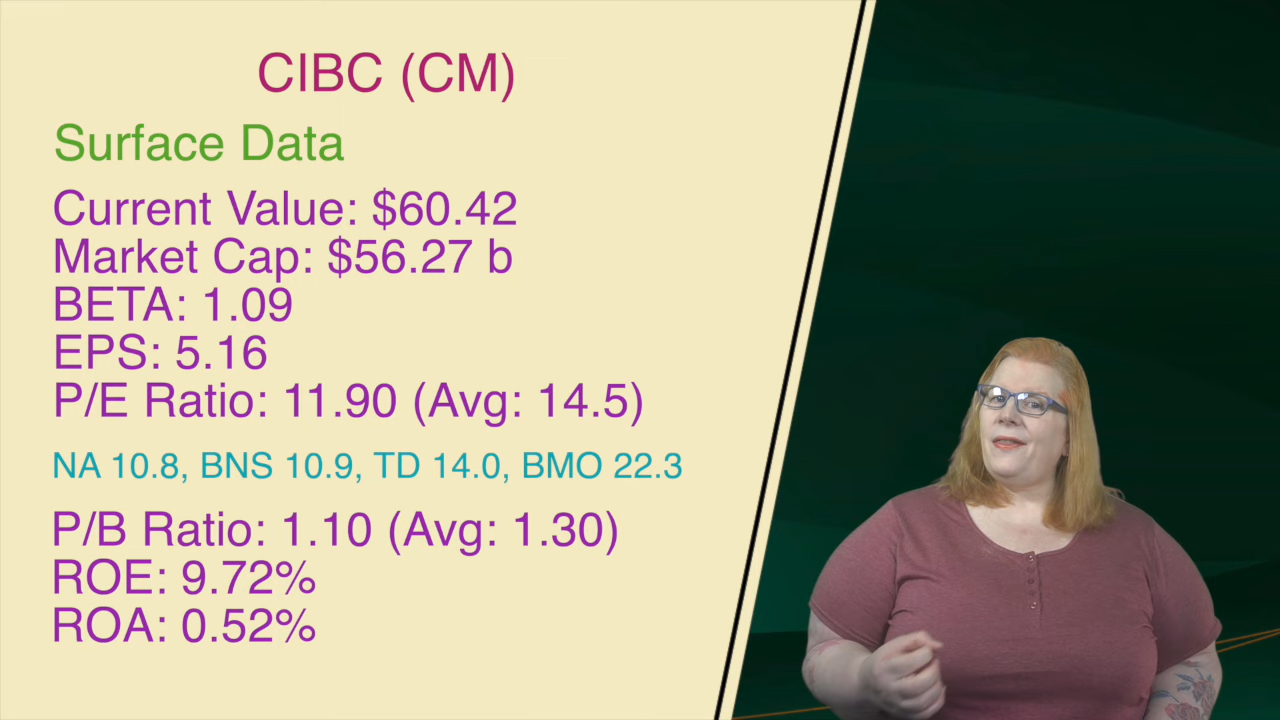 CIBC (CM)
Surface Data
Current Value: $60.42
Market Cap: $56.27 b
BETA: 1.09
EPS: 5.16
P/E Ratio: 11.90 (Avg: 14.5)
NA 10.8, BNS 10.9, TD 14.0, BMO 22.3
P/B Ratio: 1.10 (Avg: 1.30)
ROE: 9.72%
ROA: 0.52%